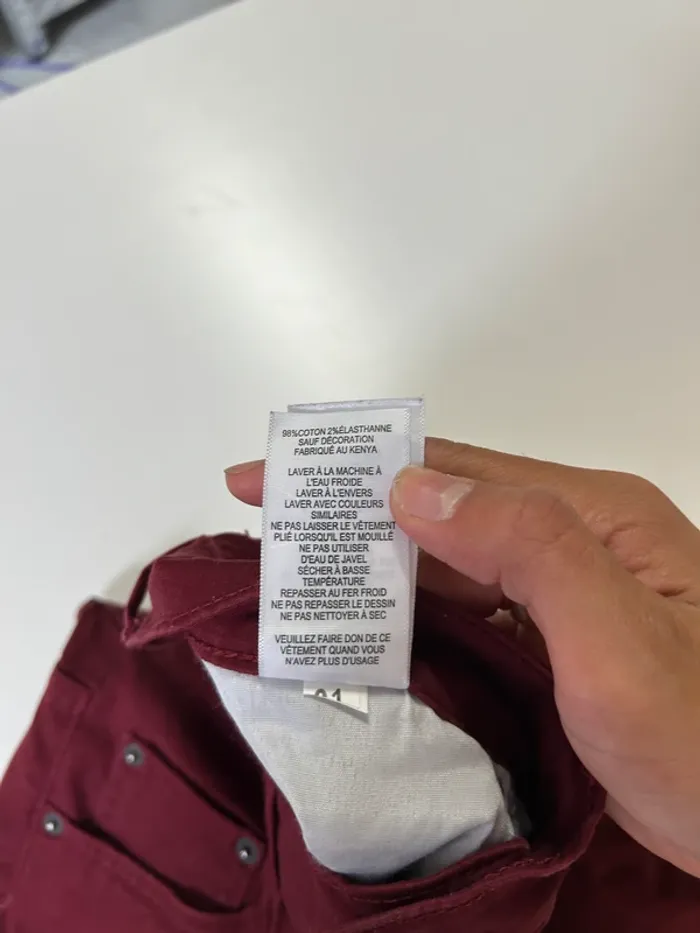 98%COTON 2%ÉLASTHANNE
SAUF DÉCORATION
FABRIQUÉ AU KENYA
LAVER À LA MACHINE À
L'EAU FROIDE
LAVER À L'ENVERS
LAVER AVEC COULEURS
SIMILAIRES
NE PAS LAISSER LE VÊTEMENT
PLIÉ LORSQU'IL EST MOUILLÉ
NE PAS UTILISER
D'EAU DE JAVEL
SÉCHER À BASSE
TEMPÉRATURE
REPASSER AU FER FROID
NE PAS REPASSER LE DESSIN
NE PAS NETTOYER À SEC
VEUILLEZ FAIRE DON DE CE
VÊTEMENT QUAND VOUS
N'AVEZ PLUS D'USAGE